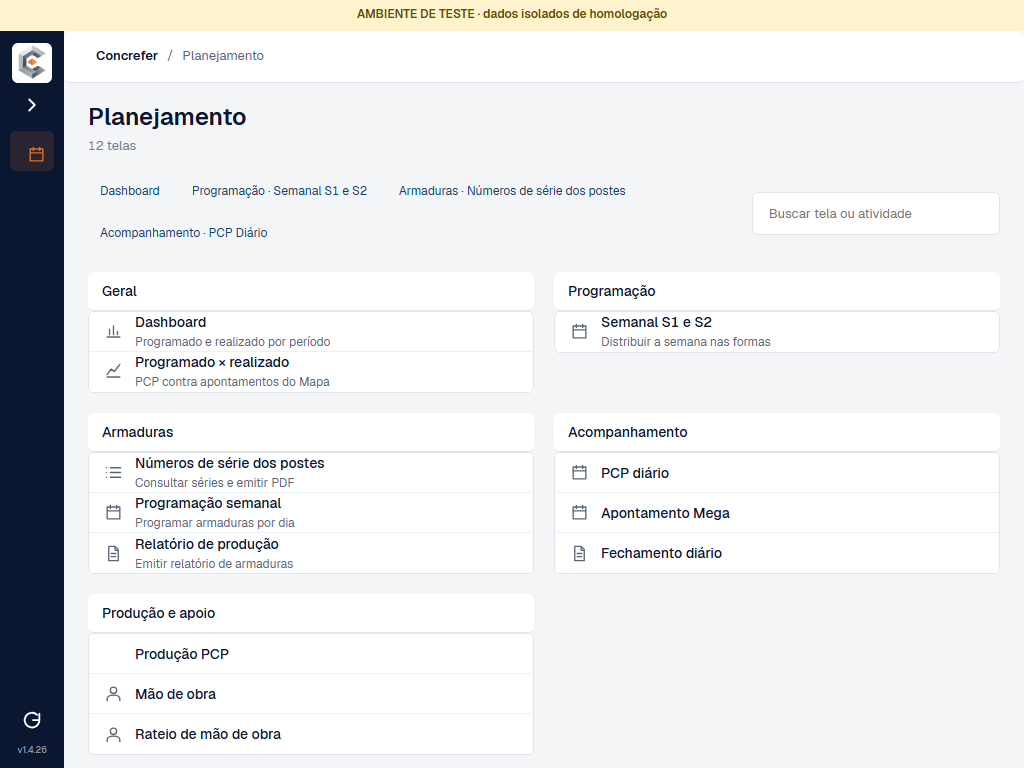 AMBIENTE DE TESTE · dados isolados de homologação
Concrefer / Planejamento
Planejamento
12 telas
Dashboard
Programação · Semanal S1 e S2
Armaduras · Números de série dos postes
Acompanhamento · PCP Diário
Buscar tela ou atividade
Geral
Dashboard
Programado e realizado por período
Programado × realizado
PCP contra apontamentos do Mapa
Programação
Semanal S1 e S2
Distribuir a semana nas formas
Armaduras
Números de série dos postes
Consultar séries e emitir PDF
Programação semanal
Programar armaduras por dia
Relatório de produção
Emitir relatório de armaduras
Acompanhamento
PCP diário
Apontamento Mega
Fechamento diário
Produção e apoio
Produção PCP
Mão de obra
Rateio de mão de obra
v1.4.26